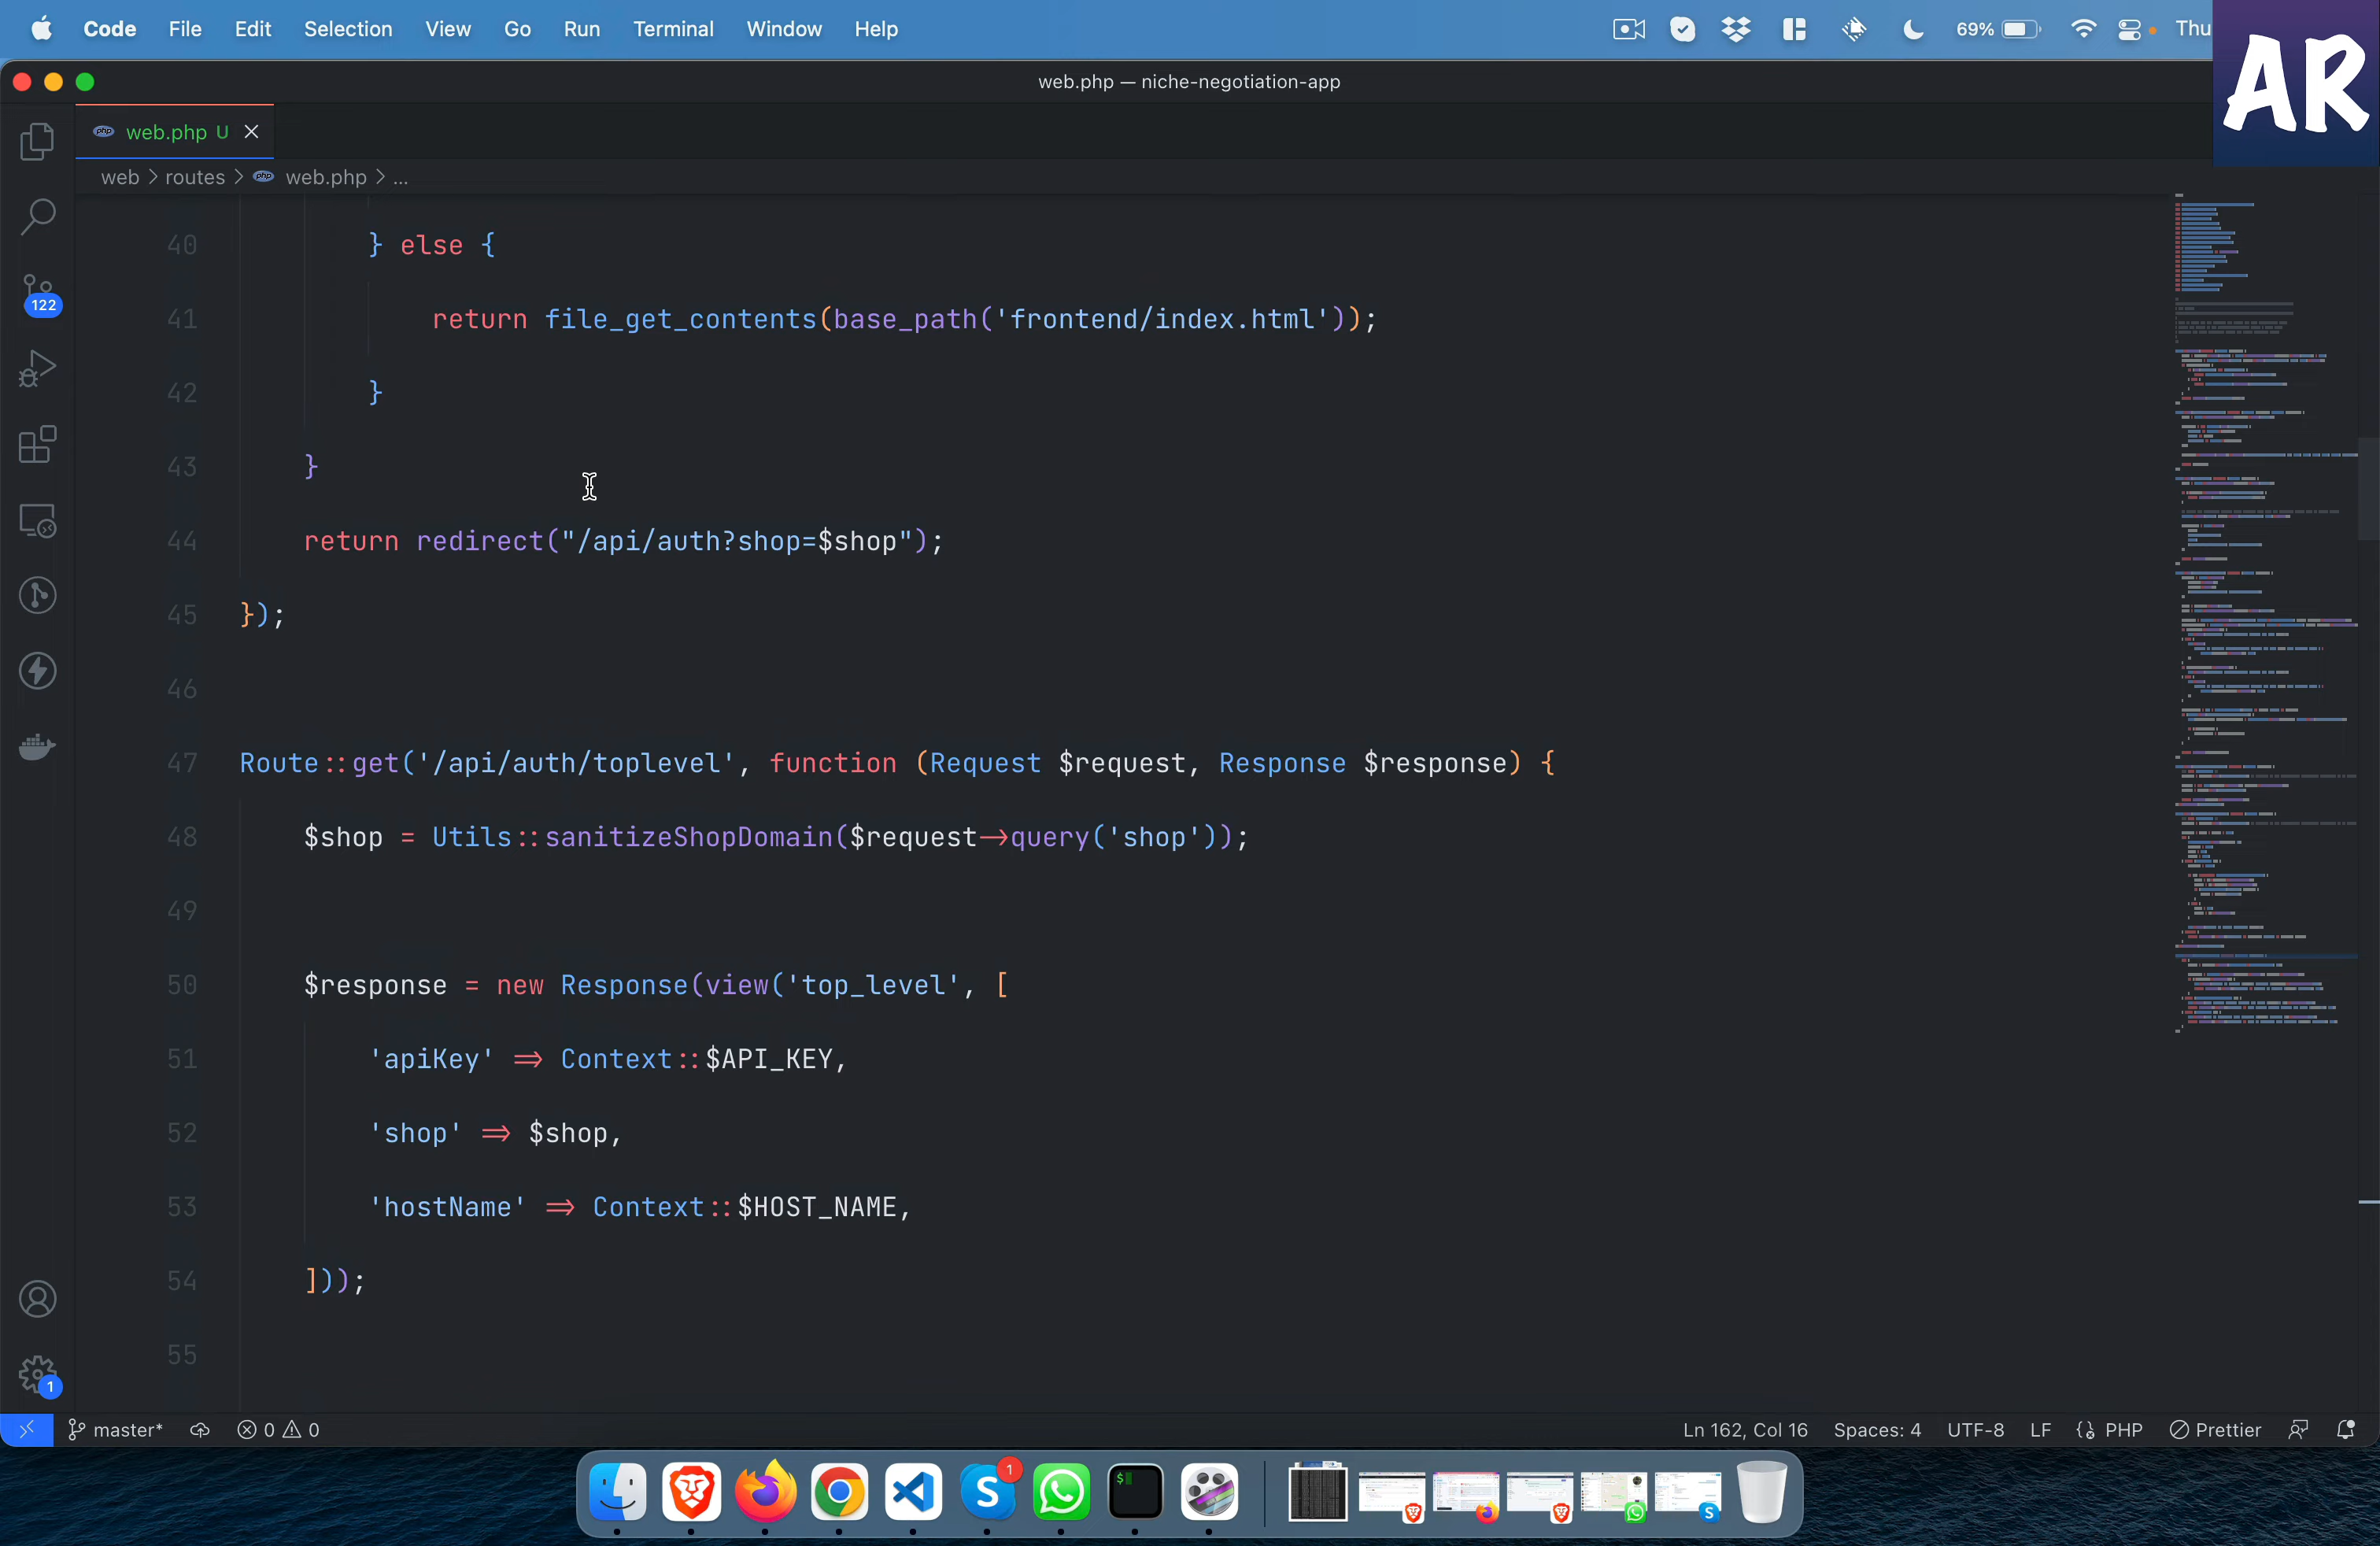 Code File Edit Selection View Go Run Terminal Window Help 69% Thu
AR
web.php — niche-negotiation-app
php web.php U
web > routes > php web.php > ...
40 } else {
41 return file_get_contents(base_path('frontend/index.html'));
42 }
43 }
44 return redirect("/api/auth?shop=$shop");
45 });
46
47 Route::get('/api/auth/toplevel', function (Request $request, Response $response) {
48 $shop = Utils::sanitizeShopDomain($request->query('shop'));
49
50 $response = new Response(view('top_level', [
51 'apiKey' => Context::$API_KEY,
52 'shop' => $shop,
53 'hostName' => Context::$HOST_NAME,
54 ]));
55
122
1
master* 0 0 Ln 162, Col 16 Spaces: 4 UTF-8 LF PHP Prettier
S 1 $